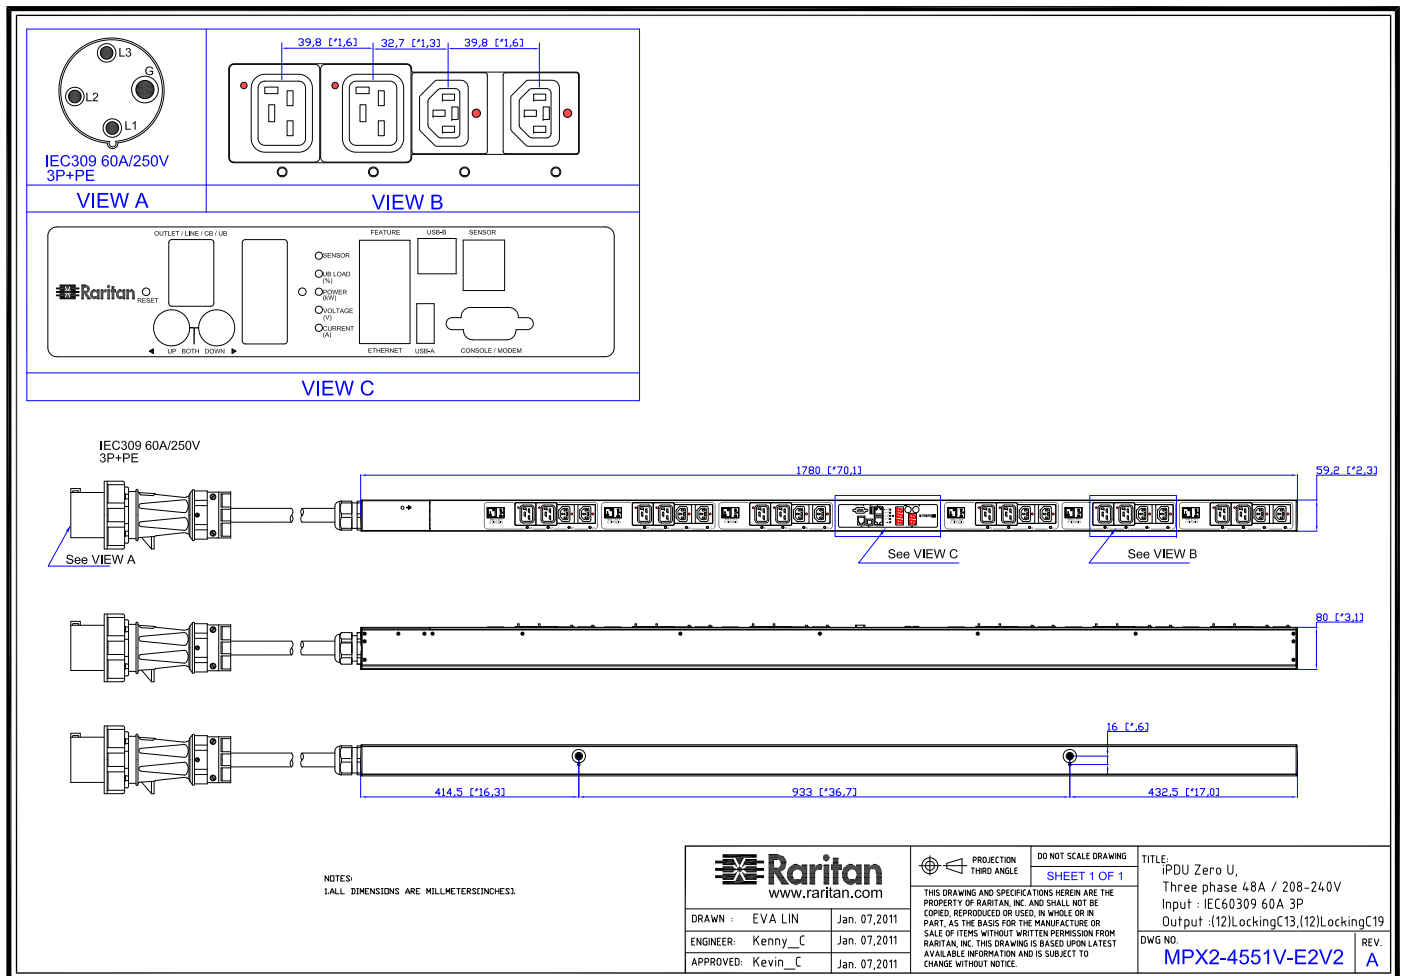 L3
G
L2
L1
IEC309 60A/250V
3P+PE
VIEW A
39,8 ["1,6]
32,7 ["1,3]
39,8 ["1,6]
VIEW B
OUTLET / LINE / CB / UB
FEATURE
USB-B
SENSOR
Raritan
RESET
SENSOR
UB LOAD
(%)
POWER
(kW)
VOLTAGE
(V)
CURRENT
(A)
UP BOTH DOWN
ETHERNET
USB-A
CONSOLE / MODEM
VIEW C
IEC309 60A/250V
3P+PE
1780 ["70,1]
59,2 ["2,3]
See VIEW A
See VIEW C
See VIEW B
80 ["3,1]
16 [",6]
414,5 ["16,3]
933 ["36,7]
432,5 ["17,0]
NOTES:
1.ALL DIMENSIONS ARE MILLMETERS[INCHES].
Raritan
www.raritan.com
DRAWN : EVA LIN Jan. 07,2011
ENGINEER: Kenny_C Jan. 07,2011
APPROVED: Kevin_C Jan. 07,2011
PROJECTION
THIRD ANGLE
DO NOT SCALE DRAWING
SHEET 1 OF 1
THIS DRAWING AND SPECIFICATIONS HEREIN ARE THE
PROPERTY OF RARITAN, INC. AND SHALL NOT BE
COPIED, REPRODUCED OR USED, IN WHOLE OR IN
PART, AS THE BASIS FOR THE MANUFACTURE OR
SALE OF ITEMS WITHOUT WRITTEN PERMISSION FROM
RARITAN, INC. THIS DRAWING IS BASED UPON LATEST
AVAILABLE INFORMATION AND IS SUBJECT TO
CHANGE WITHOUT NOTICE.
TITLE:
iPDU Zero U,
Three phase 48A / 208-240V
Input : IEC60309 60A 3P
Output :(12)LockingC13,(12)LockingC19
DWG NO.
MPX2-4551V-E2V2
REV.
A